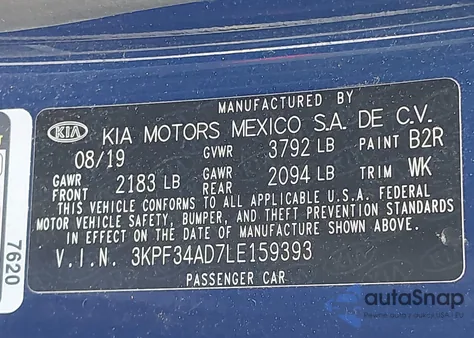 MANUFACTURED BY
KIA KIA MOTORS MEXICO S.A. DE C.V.
08/19 GVWR 3792 LB PAINT B2R
GAWR FRONT 2183 LB GAWR REAR 2094 LB TRIM WK
THIS VEHICLE CONFORMS TO ALL APPLICABLE U.S.A. FEDERAL
MOTOR VEHICLE SAFETY, BUMPER, AND THEFT PREVENTION STANDARDS
IN EFFECT ON THE DATE OF MANUFACTURE SHOWN ABOVE.
V.I.N. 3KPF34AD7LE159393
PASSENGER CAR
7620
autoSnap